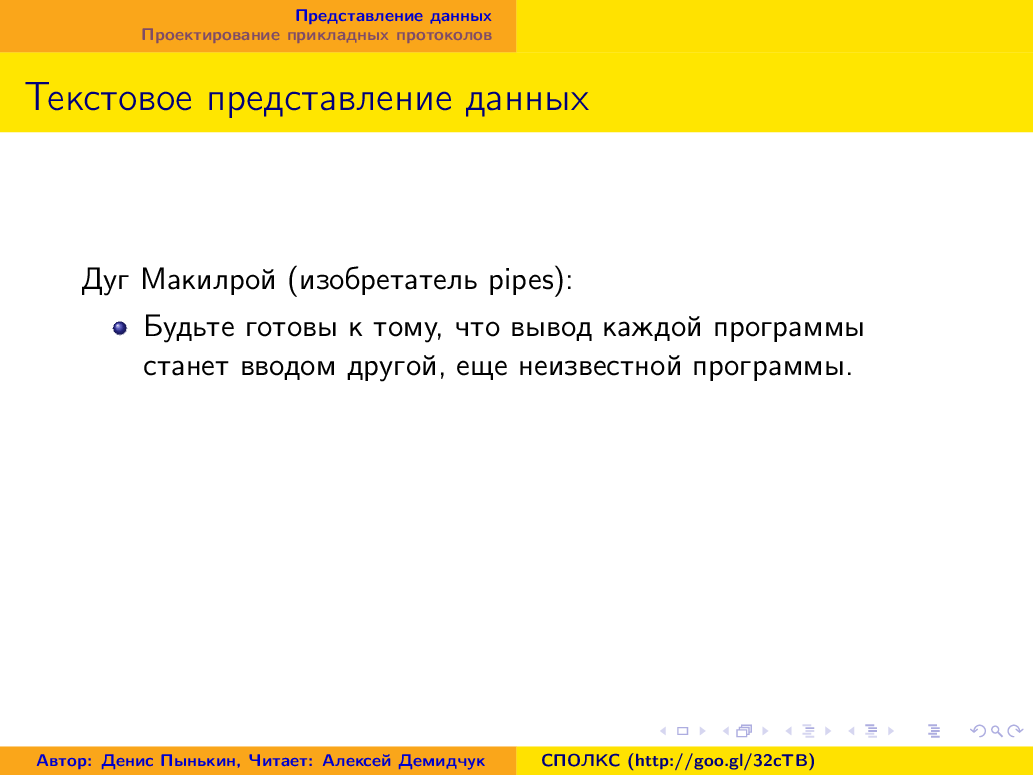 Представление данных
Проектирование прикладных протоколов
Текстовое представление данных
Дуг Макилрой (изобретатель pipes):
Будьте готовы к тому, что вывод каждой программы
станет вводом другой, еще неизвестной программы.
Автор: Денис Пынькин, Читает: Алексей Демидчук
СПОЛКС (http://goo.gl/32cTB)